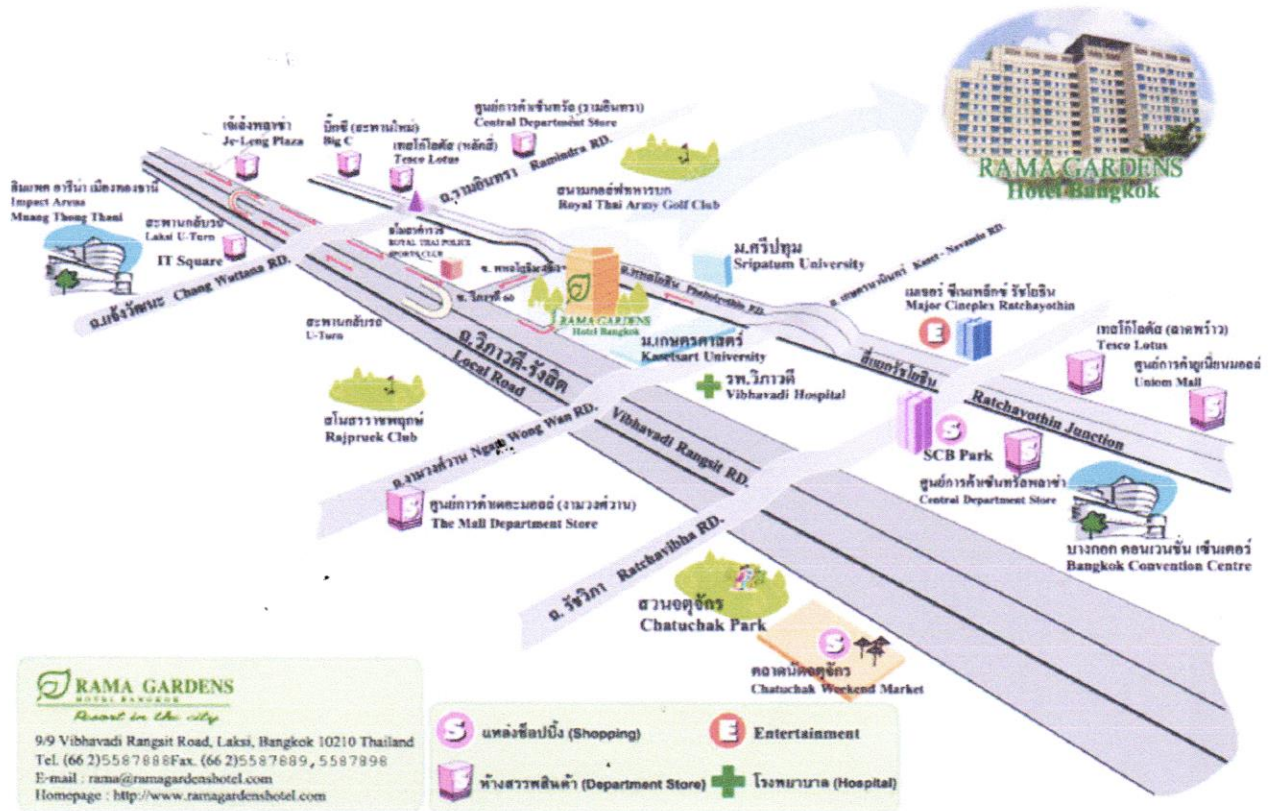 RAMA GARDENS
Hotel Bangkok
ศูนย์การค้าเซ็นทรัล (รามอินทรา)
Central Department Store
เจ๊เล้งพลาซ่า
Je-Leng Plaza
บิ๊กซี (สะพานใหม่)
Big C
เทสโก้โลตัส (หลักสี่)
Tesco Lotus
ถ.รามอินทรา Ramindra RD.
สนามกอล์ฟทหารบก
Royal Thai Army Golf Club
อิมแพค อารีน่า เมืองทองธานี
Impact Arena
Muang Thong Thani
สะพานกลับรถ
Laksi U-Turn
IT Square
ถ.แจ้งวัฒนะ Chang Wattana RD.
สโมสรตำรวจ
ROYAL THAI POLICE
SPORTS CLUB
ซ. วิภาวดี 60
ถ.พหลโยธิน Phaholyothin RD.
ม.ศรีปทุม
Sripatum University
ถ. เกษตรนวมินทร์ Kaset - Navamin RD.
RAMA GARDENS
Hotel Bangkok
เมเจอร์ ซีเนเพล็กซ์ รัชโยธิน
Major Cineplex Ratchayothin
E
เทสโก้โลตัส (ลาดพร้าว)
Tesco Lotus
ศูนย์การค้ายูเนี่ยนมอลล์
Uniom Mall
สะพานกลับรถ
U-Turn
ถ.วิภาวดี-รังสิต
Local Road
Vibhavadi Rangsit RD.
ม.เกษตรศาสตร์
Kasetsart University
รพ.วิภาวดี
Vibhavadi Hospital
สี่แยกรัชโยธิน
Ratchayothin Junction
สโมสรราชพฤกษ์
Rajpruek Club
ถ.งามวงศ์วาน Ngam Wong Wan RD.
S
SCB Park
ศูนย์การค้าเซ็นทรัลพลาซ่า
Central Department Store
ศูนย์การค้าเดอะมอลล์ (งามวงศ์วาน)
The Mall Department Store
บางกอก คอนเวนชั่น เซ็นเตอร์
Bangkok Convention Centre
ถ. รัชวิภา Ratchavibha RD.
สวนจตุจักร
Chatuchak Park
S
ตลาดนัดจตุจักร
Chatuchak Weekend Market
RAMA GARDENS
HOTEL BANGKOK
Resort in the city
9/9 Vibhavadi Rangsit Road, Laksi, Bangkok 10210 Thailand
Tel. (66 2)5587888Fax. (66 2)5587889,5587898
E-mail : rama@ramagardenshotel.com
Homepage : http://www.ramagardenshotel.com
S แหล่งช็อปปิ้ง (Shopping)
E Entertainment
S ห้างสรรพสินค้า (Department Store)
โรงพยาบาล (Hospital)